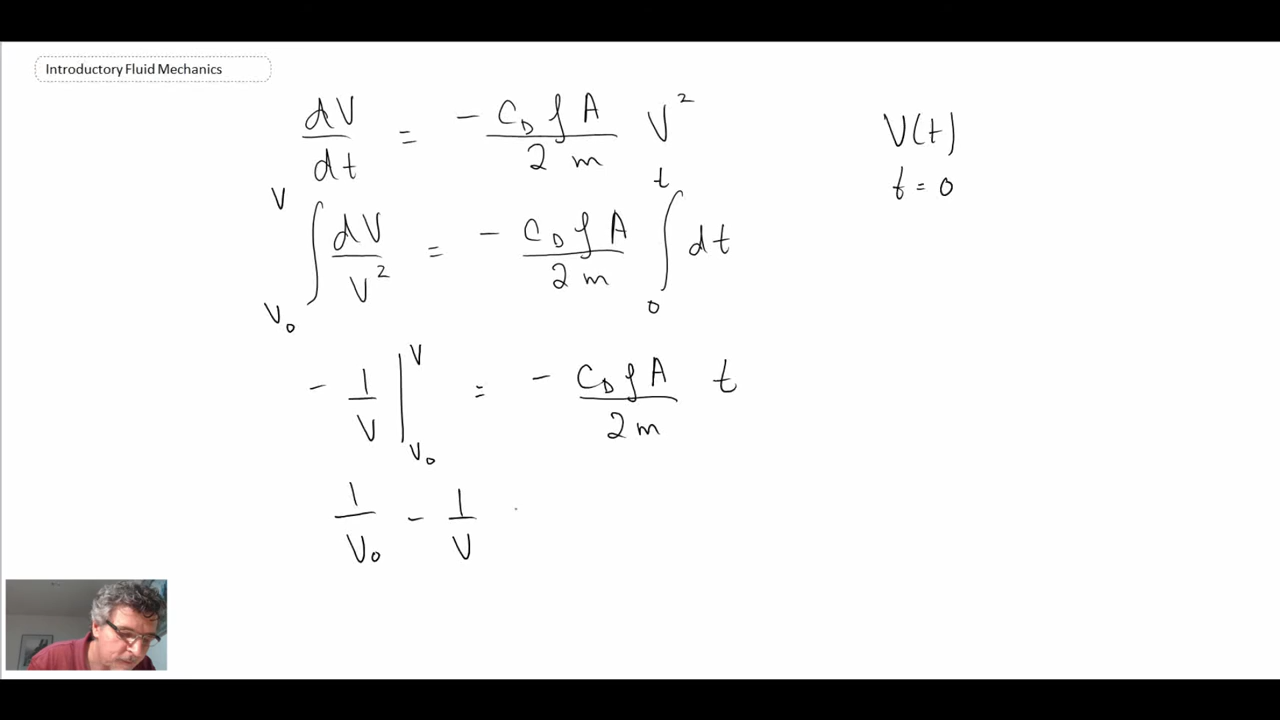 Introductory Fluid Mechanics
dV/dt = - C_D ρ A / 2 m V²
V(t)
t = 0
∫_{V₀}^{V} dV/V² = - C_D ρ A / 2 m ∫_{0}^{t} dt
- 1/V |_{V₀}^{V} = - C_D ρ A / 2 m t
1/V₀ - 1/V